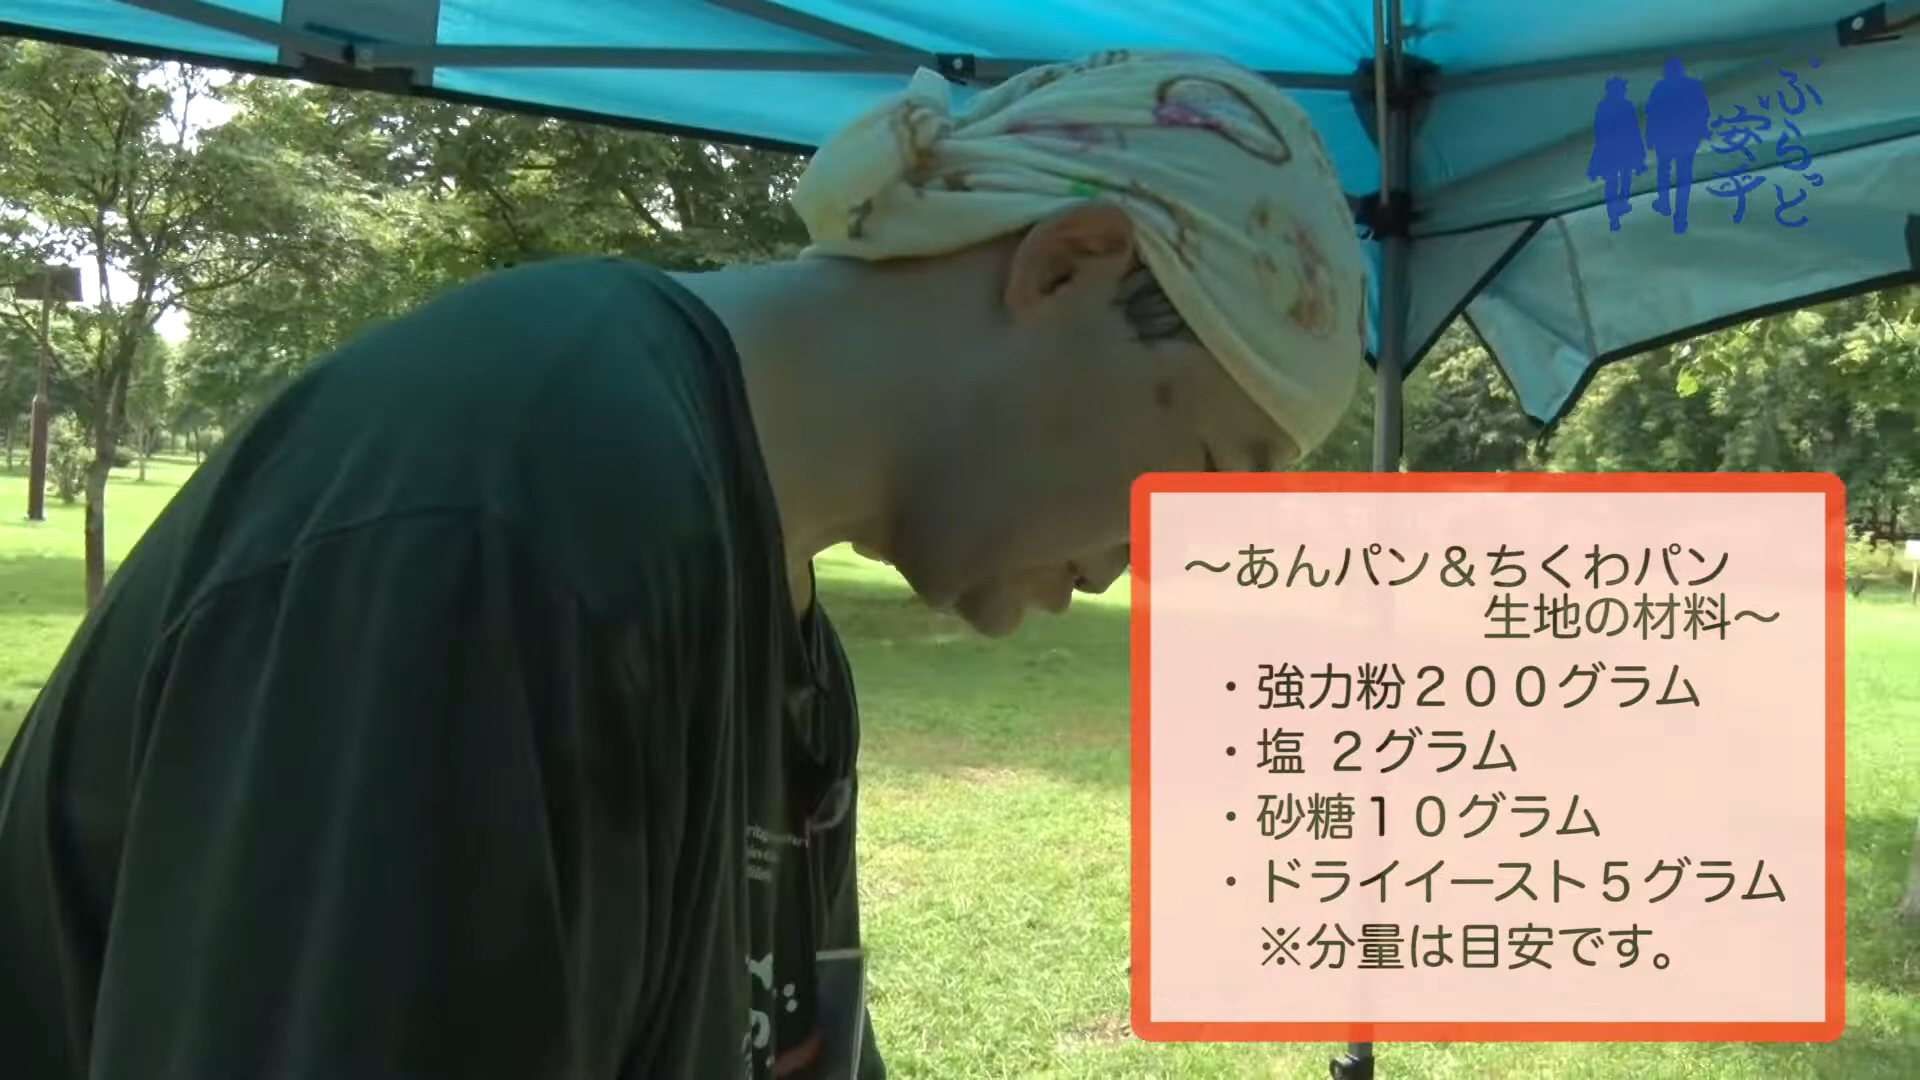 ぶらっと
安平
～あんパン＆ちくわパン
生地の材料～
・強力粉２００グラム
・塩 ２グラム
・砂糖１０グラム
・ドライイースト５グラム
※分量は目安です。